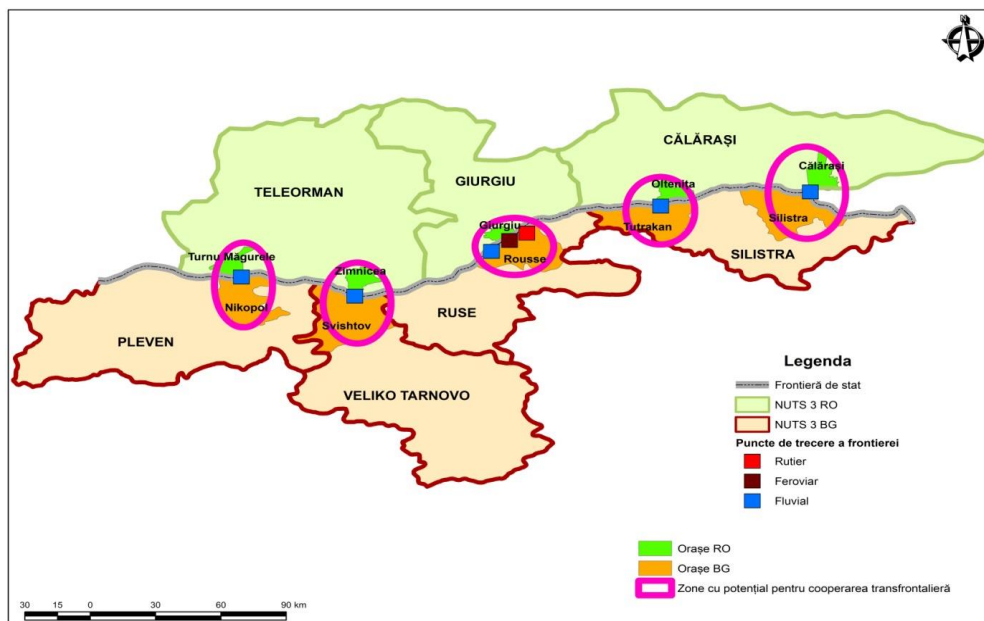 CĂLĂRAȘI
Călărași
TELEORMAN
GIURGIU
Oltenița
Silistra
Giurgiu
Tutrakan
Turnu Măgurele
Zimnicea
Rousse
SILISTRA
Nikopol
Svishtov
RUSE
PLEVEN
VELIKO TARNOVO
Legenda
Frontieră de stat
NUTS 3 RO
NUTS 3 BG
Puncte de trecere a frontierei
Rutier
Feroviar
Fluvial
Orașe RO
Orașe BG
Zone cu potențial pentru cooperarea transfrontalieră
30 15 0 30 60 90 km